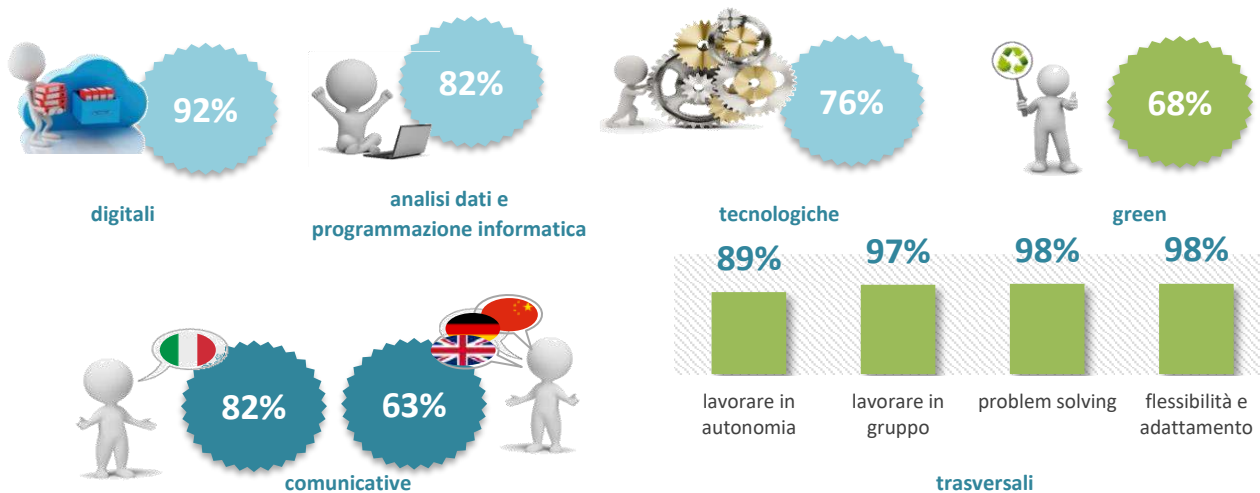 92%
digitali
82%
analisi dati e
programmazione informatica
76%
tecnologiche
68%
green
82%
63%
comunicative
89%
97%
98%
98%
lavorare in
autonomia
lavorare in
gruppo
problem solving
flessibilità e
adattamento
trasversali